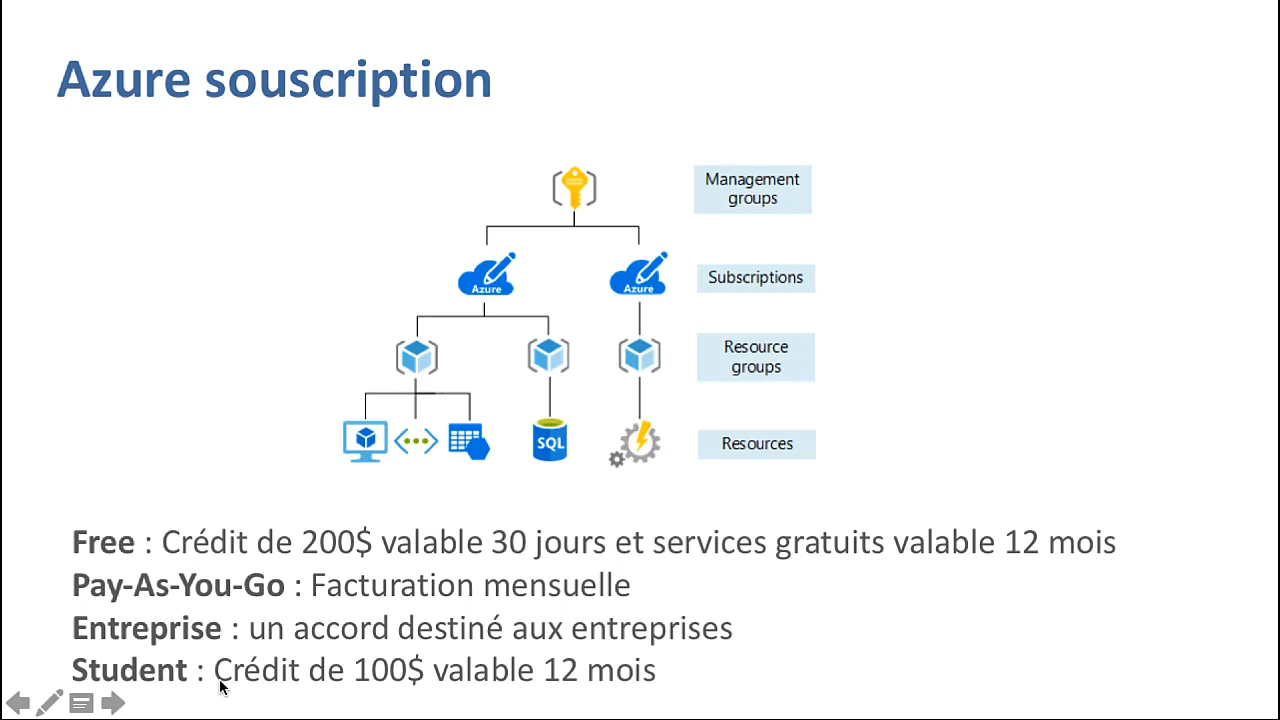 Azure souscription
Management
groups
Azure
Azure
Subscriptions
Resource
groups
SQL
Resources
Free : Crédit de 200$ valable 30 jours et services gratuits valable 12 mois
Pay-As-You-Go : Facturation mensuelle
Entreprise : un accord destiné aux entreprises
Student : Crédit de 100$ valable 12 mois